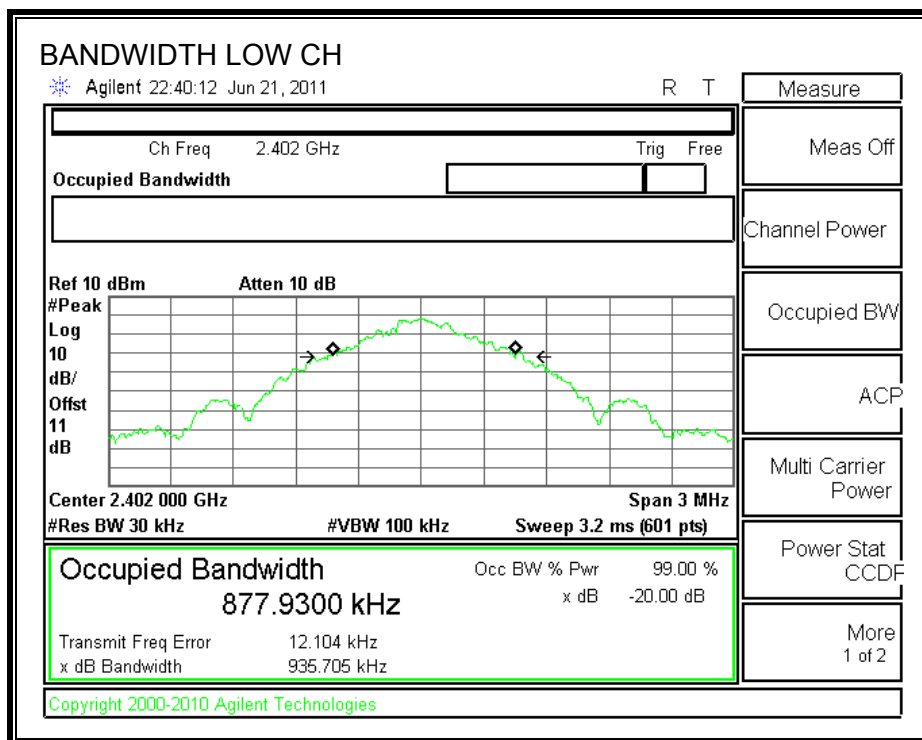 BANDWIDTH LOW CH
Agilent 22:40:12 Jun 21, 2011 R T
Measure
Ch Freq 2.402 GHz Trig Free
Meas Off
Occupied Bandwidth
Channel Power
Ref 10 dBm Atten 10 dB
#Peak
Log
10
dB/
Offst
11
dB
Occupied BW
ACP
Multi Carrier
Power
Center 2.402 000 GHz Span 3 MHz
#Res BW 30 kHz #VBW 100 kHz Sweep 3.2 ms (601 pts)
Power Stat
CCDF
Occupied Bandwidth Occ BW % Pwr 99.00 %
877.9300 kHz x dB -20.00 dB
Transmit Freq Error 12.104 kHz
x dB Bandwidth 935.705 kHz
More
1 of 2
Copyright 2000-2010 Agilent Technologies